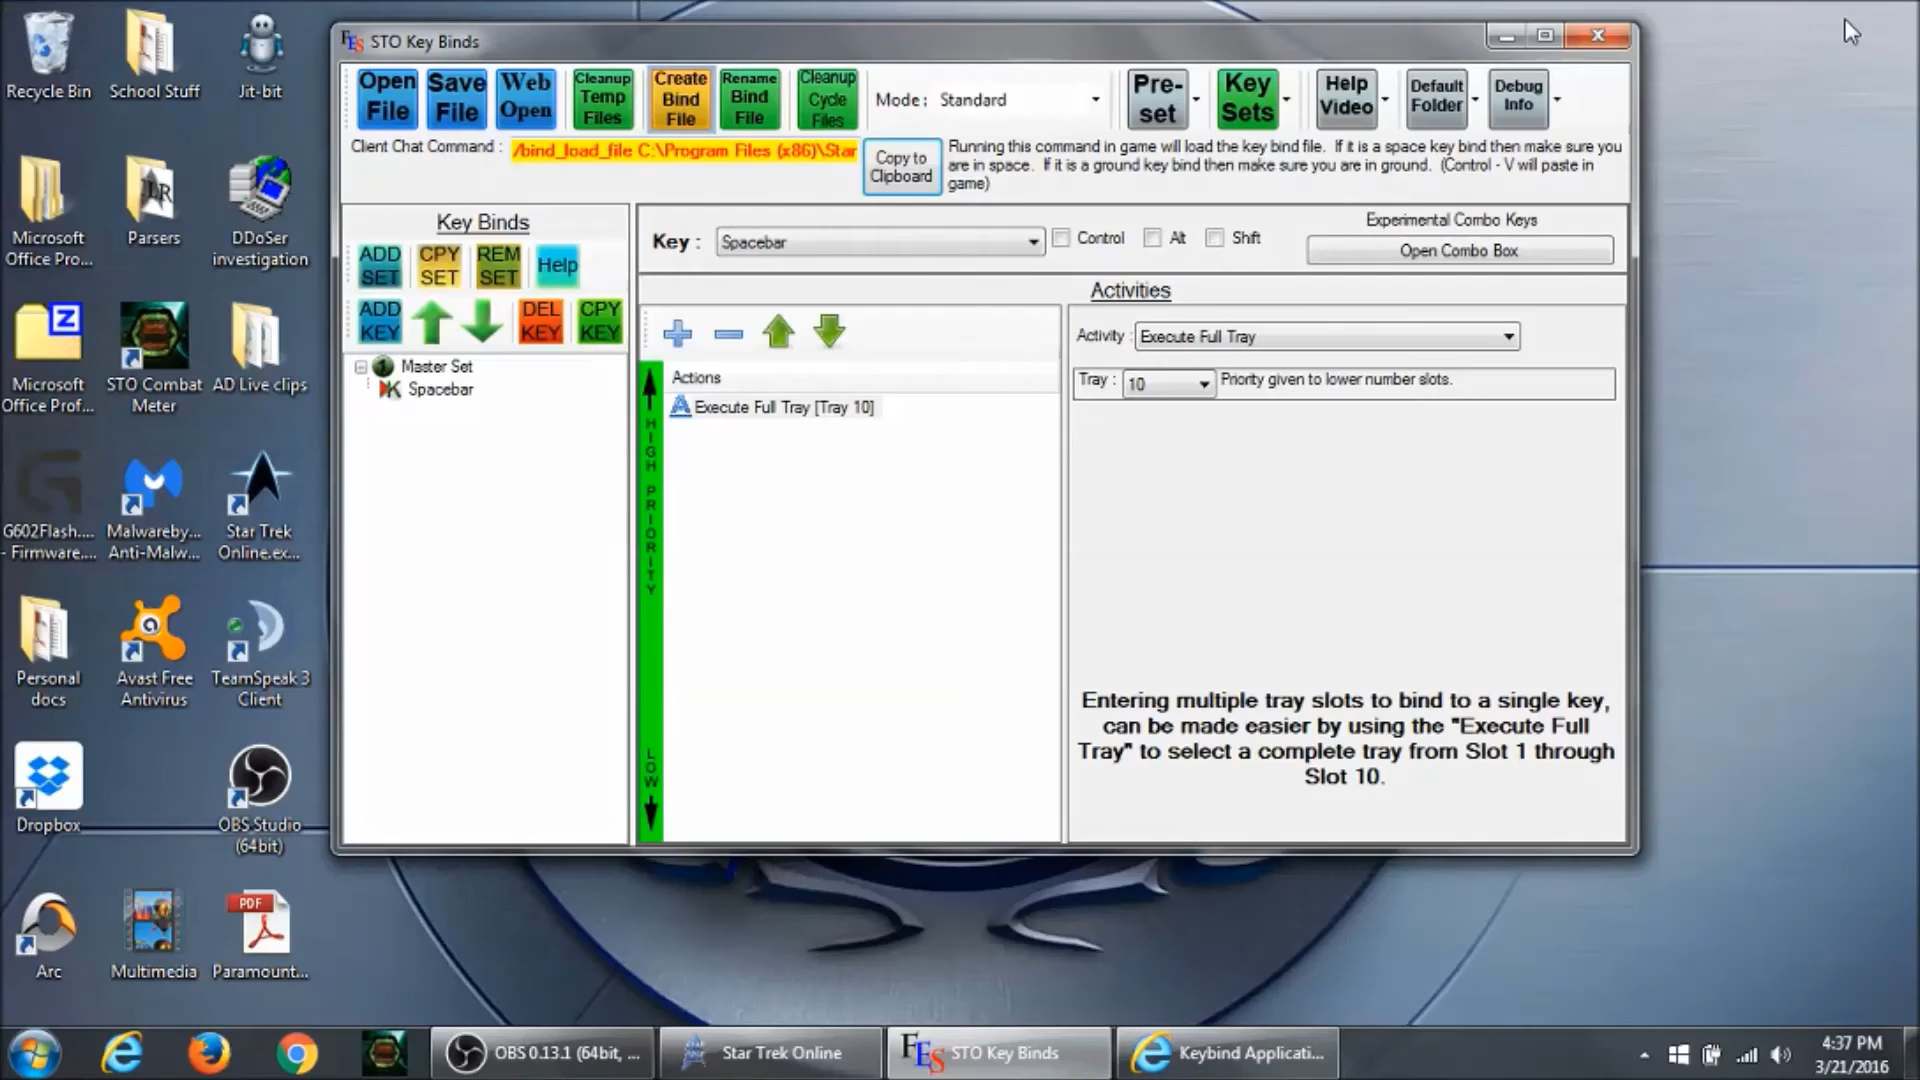 Recycle Bin
School Stuff
Jit-bit
Microsoft
Office Pro...
Parsers
DDoSer
investigation
Microsoft
Office Prof...
STO Combat
Meter
AD Live clips
G602Flash....
- Firmware....
Malwareby...
Anti-Malw...
Star Trek
Online.ex...
Personal
docs
Avast Free
Antivirus
TeamSpeak 3
Client
Dropbox
OBS Studio
(64bit)
Arc
Multimedia
PDF
Paramount...
FES STO Key Binds
Open
File
Save
File
Web
Open
Cleanup
Temp
Files
Create
Bind
File
Rename
Bind
File
Cleanup
Cycle
Files
Mode: Standard
Pre-
set
Key
Sets
Help
Video
Default
Folder
Debug
Info
Client Chat Command :
/bind_load_file C:\Program Files (x86)\Star
Copy to
Clipboard
Running this command in game will load the key bind file. If it is a space key bind then make sure you
are in space. If it is a ground key bind then make sure you are in ground. (Control - V will paste in
game)
Key Binds
ADD
SET
CPY
SET
REM
SET
Help
ADD
KEY
DEL
KEY
CPY
KEY
1 Master Set
K Spacebar
Key : Spacebar
Control
Alt
Shift
Experimental Combo Keys
Open Combo Box
Activities
HIGH PRIORITY
LOW
Actions
A Execute Full Tray [Tray 10]
Activity : Execute Full Tray
Tray : 10 Priority given to lower number slots.
Entering multiple tray slots to bind to a single key,
can be made easier by using the "Execute Full
Tray" to select a complete tray from Slot 1 through
Slot 10.
OBS 0.13.1 (64bit, ...
Star Trek Online
FES STO Key Binds
Keybind Applicati...
4:37 PM
3/21/2016